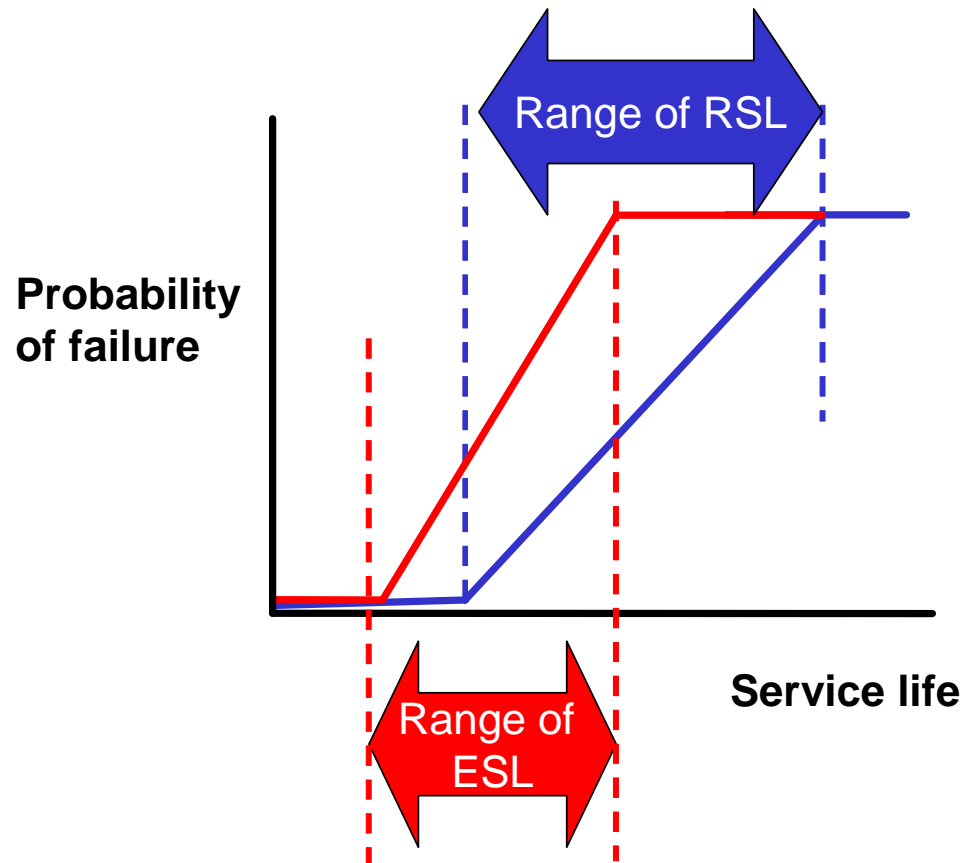 Range of RSL
Probability
of failure
Service life
Range of
ESL